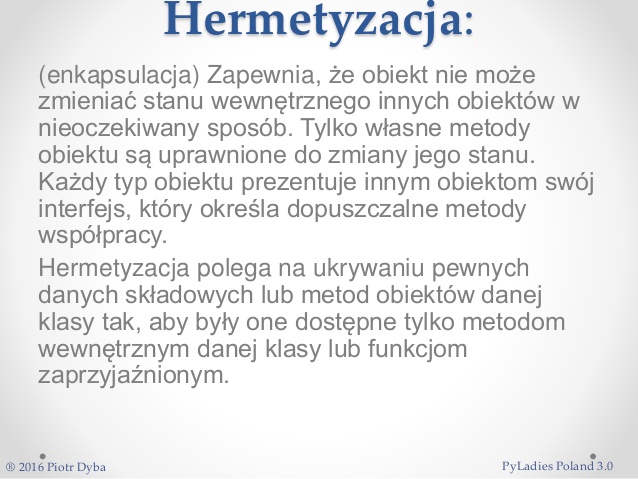 Hermetyzacja:
(enkapsulacja) Zapewnia, że obiekt nie może
zmieniać stanu wewnętrznego innych obiektów w
nieoczekiwany sposób. Tylko własne metody
obiektu są uprawnione do zmiany jego stanu.
Każdy typ obiektu prezentuje innym obiektom swój
interfejs, który określa dopuszczalne metody
współpracy.
Hermetyzacja polega na ukrywaniu pewnych
danych składowych lub metod obiektów danej
klasy tak, aby były one dostępne tylko metodom
wewnętrznym danej klasy lub funkcjom
zaprzyjaźnionym.
® 2016 Piotr Dyba
PyLadies Poland 3.0